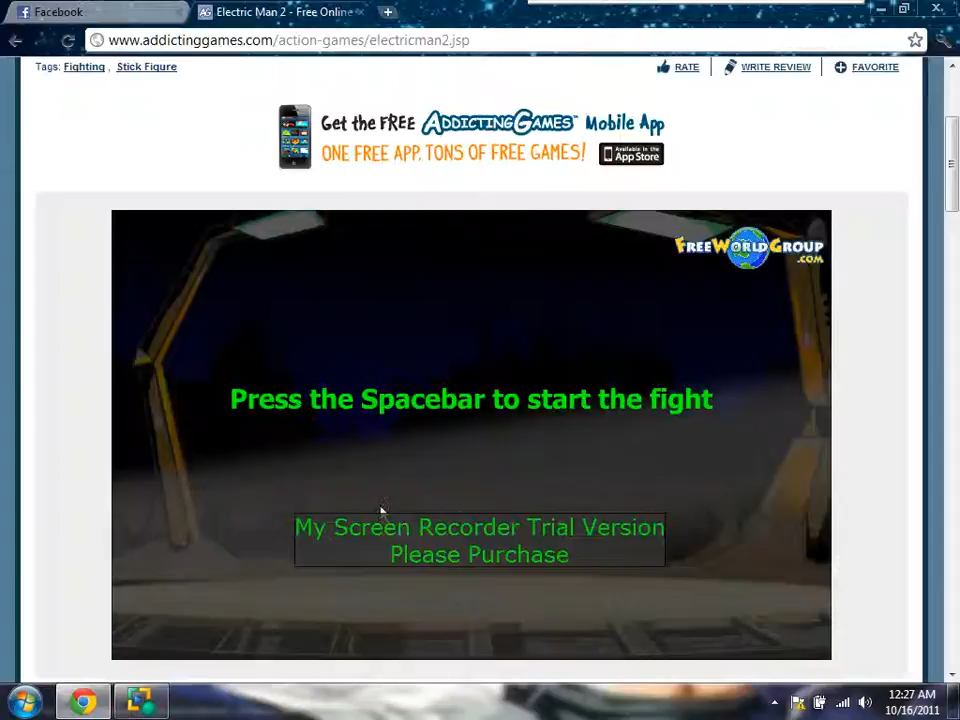 Facebook
Electric Man 2 - Free Online
www.addictinggames.com/action-games/electricman2.jsp
Tags: Fighting , Stick Figure
RATE
WRITE REVIEW
FAVORITE
Get the FREE ADDICTINGGAMES Mobile App
ONE FREE APP. TONS OF FREE GAMES!
Available in the
App Store
FREEWORLDGROUP
.COM
Press the Spacebar to start the fight
My Screen Recorder Trial Version
Please Purchase
12:27 AM
10/16/2011